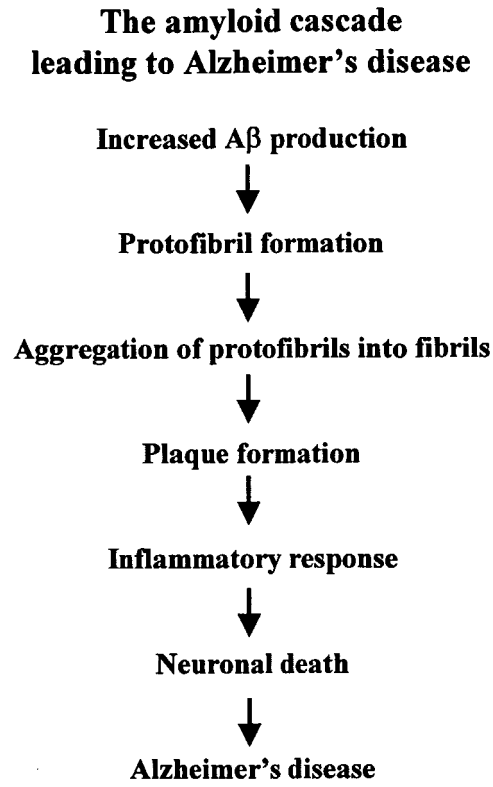 The amyloid cascade
leading to Alzheimer's disease
Increased Aβ production
Protofibril formation
Aggregation of protofibrils into fibrils
Plaque formation
Inflammatory response
Neuronal death
Alzheimer's disease